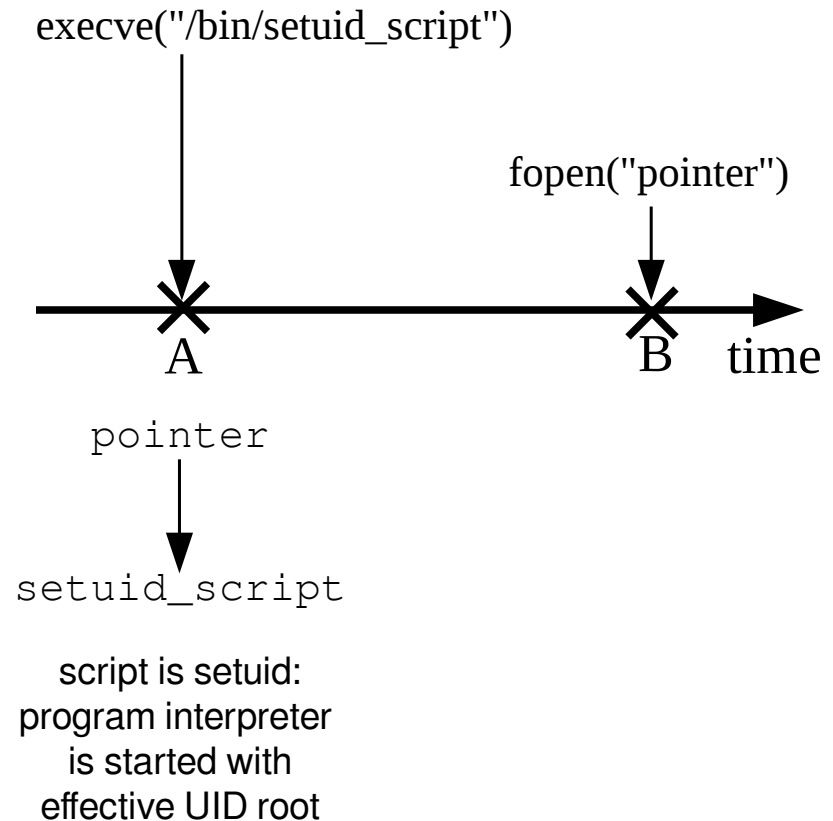 execve("/bin/setuid_script")
fopen("pointer")
A
B
time
pointer
setuid_script
script is setuid:
program interpreter
is started with
effective UID root